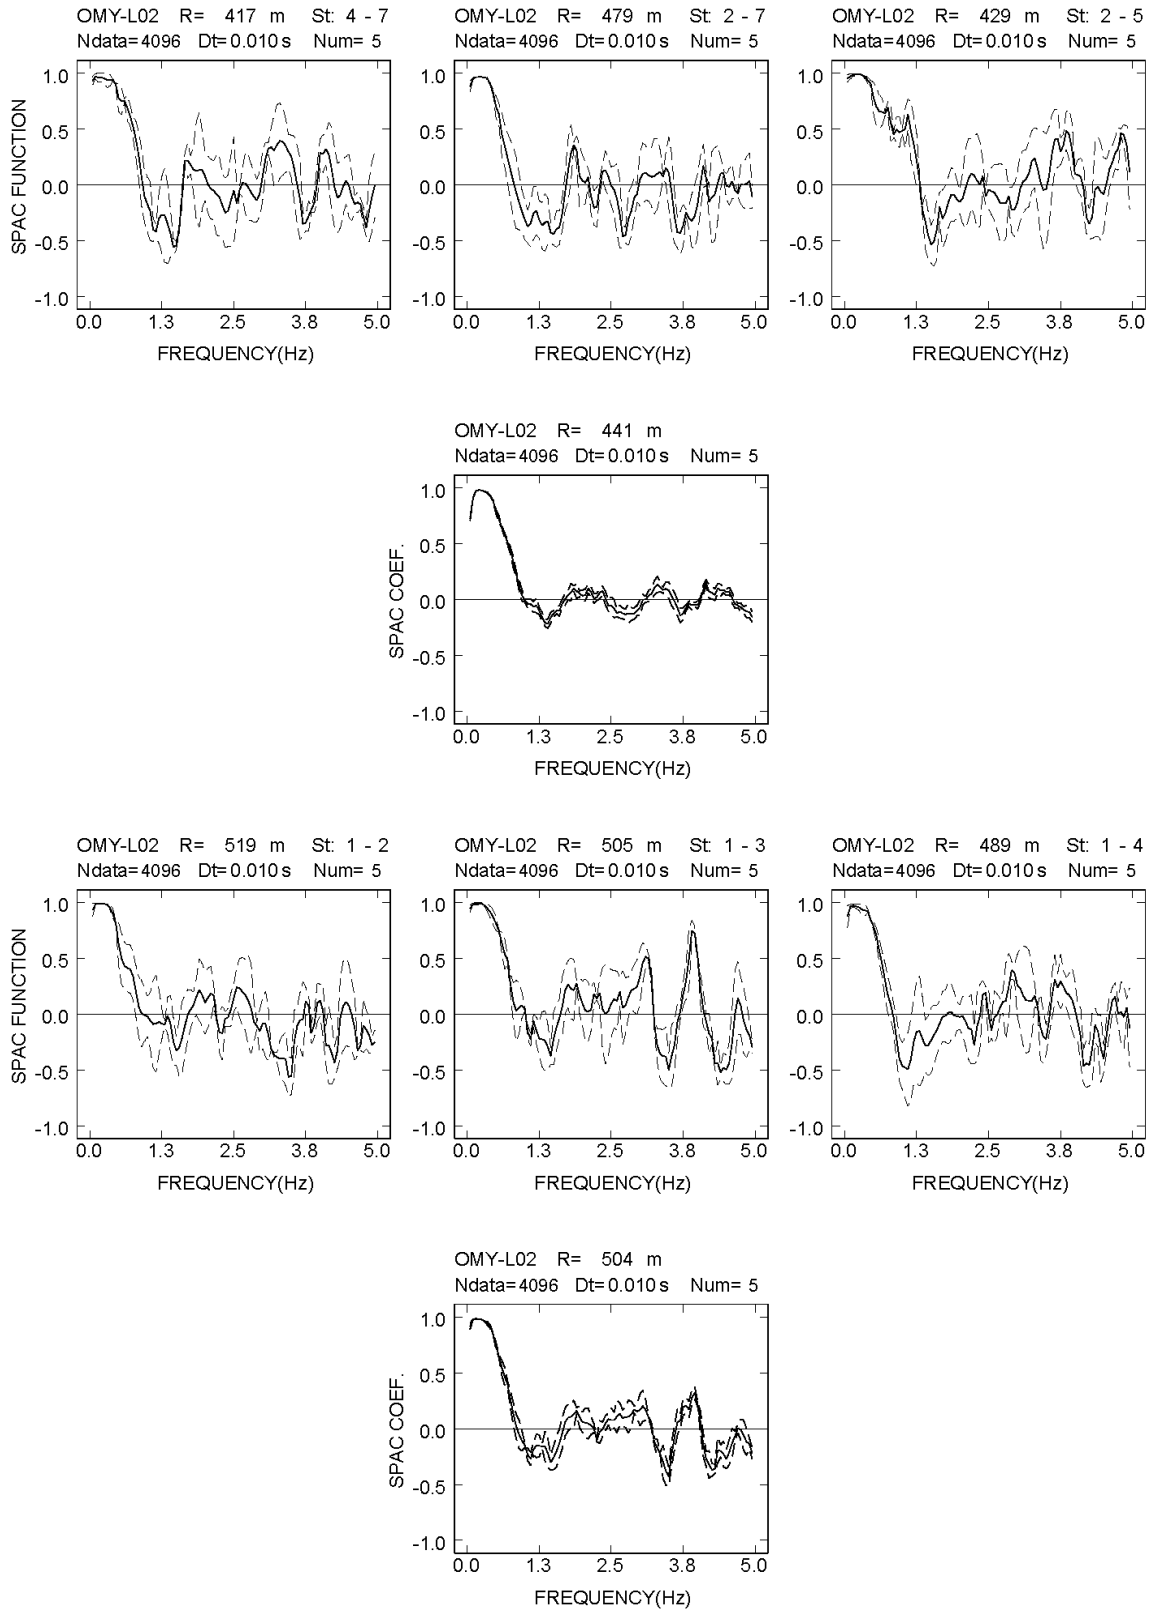 OMY-L02 R= 417 m St: 4 - 7
Ndata=4096 Dt=0.010 s Num= 5
SPAC FUNCTION
1.0
0.5
0.0
-0.5
-1.0
0.0 1.3 2.5 3.8 5.0
FREQUENCY(Hz)
OMY-L02 R= 479 m St: 2 - 7
Ndata=4096 Dt=0.010 s Num= 5
1.0
0.5
0.0
-0.5
-1.0
0.0 1.3 2.5 3.8 5.0
FREQUENCY(Hz)
OMY-L02 R= 429 m St: 2 - 5
Ndata=4096 Dt=0.010 s Num= 5
1.0
0.5
0.0
-0.5
-1.0
0.0 1.3 2.5 3.8 5.0
FREQUENCY(Hz)
OMY-L02 R= 441 m
Ndata=4096 Dt=0.010 s Num= 5
SPAC COEF.
1.0
0.5
0.0
-0.5
-1.0
0.0 1.3 2.5 3.8 5.0
FREQUENCY(Hz)
OMY-L02 R= 519 m St: 1 - 2
Ndata=4096 Dt=0.010 s Num= 5
SPAC FUNCTION
1.0
0.5
0.0
-0.5
-1.0
0.0 1.3 2.5 3.8 5.0
FREQUENCY(Hz)
OMY-L02 R= 505 m St: 1 - 3
Ndata=4096 Dt=0.010 s Num= 5
1.0
0.5
0.0
-0.5
-1.0
0.0 1.3 2.5 3.8 5.0
FREQUENCY(Hz)
OMY-L02 R= 489 m St: 1 - 4
Ndata=4096 Dt=0.010 s Num= 5
1.0
0.5
0.0
-0.5
-1.0
0.0 1.3 2.5 3.8 5.0
FREQUENCY(Hz)
OMY-L02 R= 504 m
Ndata=4096 Dt=0.010 s Num= 5
SPAC COEF.
1.0
0.5
0.0
-0.5
-1.0
0.0 1.3 2.5 3.8 5.0
FREQUENCY(Hz)